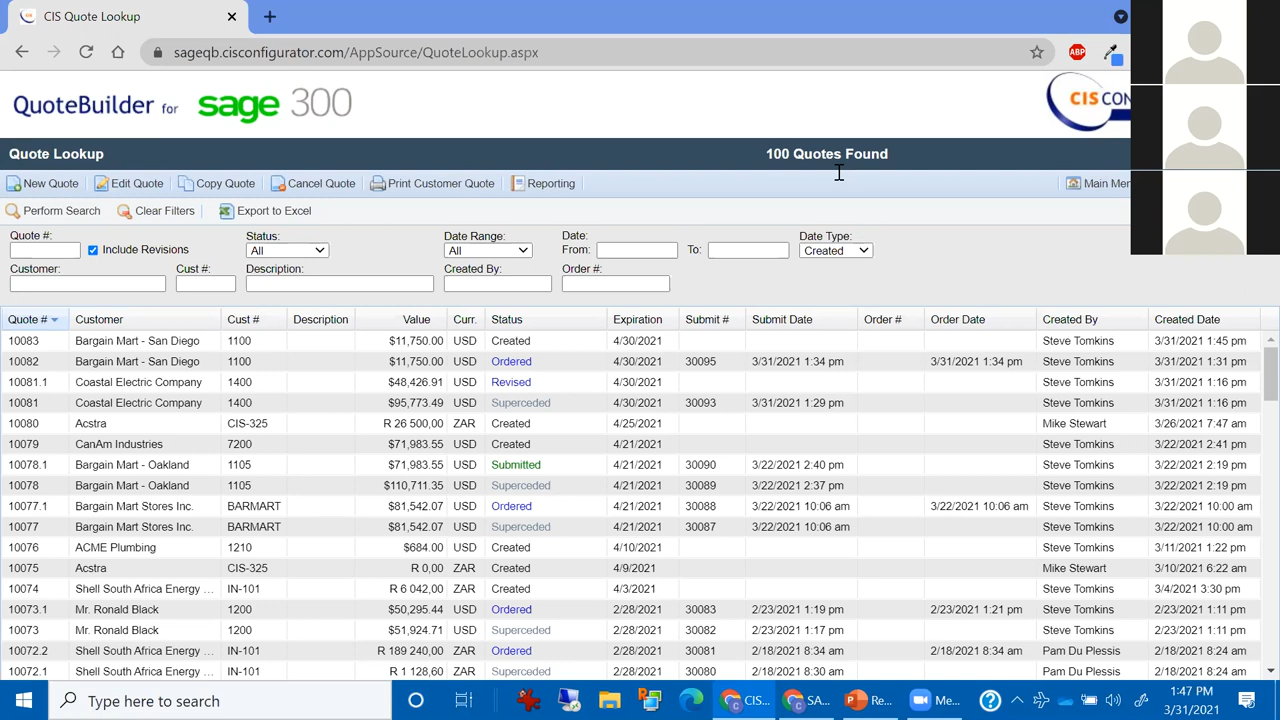 CIS Quote Lookup
sageqb.cisconfigurator.com/AppSource/QuoteLookup.aspx
ABP
QuoteBuilder for sage 300
CIS CON
Quote Lookup 100 Quotes Found
New Quote Edit Quote Copy Quote Cancel Quote Print Customer Quote Reporting Main Men
Perform Search Clear Filters Export to Excel
Quote #: Status: Date Range: Date: Date Type:
Include Revisions All All From: To: Created
Customer: Cust #: Description: Created By: Order #:
Quote # Customer Cust # Description Value Curr. Status Expiration Submit # Submit Date Order # Order Date Created By Created Date
10083 Bargain Mart - San Diego 1100 $11,750.00 USD Created 4/30/2021 Steve Tomkins 3/31/2021 1:45 pm
10082 Bargain Mart - San Diego 1100 $11,750.00 USD Ordered 4/30/2021 30095 3/31/2021 1:34 pm 3/31/2021 1:34 pm Steve Tomkins 3/31/2021 1:31 pm
10081.1 Coastal Electric Company 1400 $48,426.91 USD Revised 4/30/2021 Steve Tomkins 3/31/2021 1:16 pm
10081 Coastal Electric Company 1400 $95,773.49 USD Superceded 4/30/2021 30093 3/31/2021 1:29 pm Steve Tomkins 3/31/2021 1:16 pm
10080 Acstra CIS-325 R 26 500,00 ZAR Created 4/25/2021 Mike Stewart 3/26/2021 7:47 am
10079 CanAm Industries 7200 $71,983.55 USD Created 4/21/2021 Steve Tomkins 3/22/2021 2:41 pm
10078.1 Bargain Mart - Oakland 1105 $71,983.55 USD Submitted 4/21/2021 30090 3/22/2021 2:40 pm Steve Tomkins 3/22/2021 2:19 pm
10078 Bargain Mart - Oakland 1105 $110,711.35 USD Superceded 4/21/2021 30089 3/22/2021 2:37 pm Steve Tomkins 3/22/2021 2:19 pm
10077.1 Bargain Mart Stores Inc. BARMART $81,542.07 USD Ordered 4/21/2021 30088 3/22/2021 10:06 am 3/22/2021 10:06 am Steve Tomkins 3/22/2021 10:00 am
10077 Bargain Mart Stores Inc. BARMART $81,542.07 USD Superceded 4/21/2021 30087 3/22/2021 10:06 am Steve Tomkins 3/22/2021 10:00 am
10076 ACME Plumbing 1210 $684.00 USD Created 4/10/2021 Steve Tomkins 3/11/2021 1:22 pm
10075 Acstra CIS-325 R 0,00 ZAR Created 4/9/2021 Mike Stewart 3/10/2021 6:22 am
10074 Shell South Africa Energy ... IN-101 R 6 042,00 ZAR Created 4/3/2021 Steve Tomkins 3/4/2021 3:30 pm
10073.1 Mr. Ronald Black 1200 $50,295.44 USD Ordered 2/28/2021 30083 2/23/2021 1:19 pm 2/23/2021 1:21 pm Steve Tomkins 2/23/2021 1:11 pm
10073 Mr. Ronald Black 1200 $51,924.71 USD Superceded 2/28/2021 30082 2/23/2021 1:17 pm Steve Tomkins 2/23/2021 1:11 pm
10072.2 Shell South Africa Energy ... IN-101 R 189 240,00 ZAR Ordered 2/28/2021 30081 2/18/2021 8:34 am 2/18/2021 8:34 am Pam Du Plessis 2/18/2021 8:24 am
10072.1 Shell South Africa Energy ... IN-101 R 1 128,60 ZAR Superceded 2/28/2021 30080 2/18/2021 8:30 am Pam Du Plessis 2/18/2021 8:24 am
Type here to search CIS... SA... Re... Me... 1:47 PM
3/31/2021